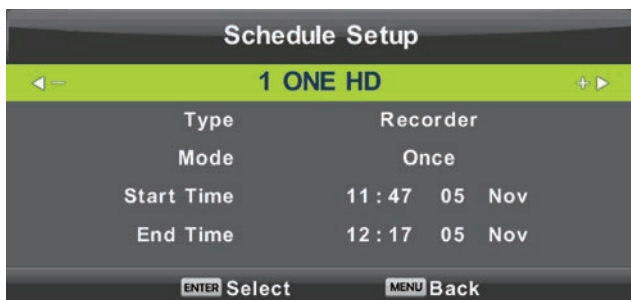 Schedule Setup
1 ONE HD
Type Recorder
Mode Once
Start Time 11:47 05 Nov
End Time 12:17 05 Nov
ENTER Select MENU Back